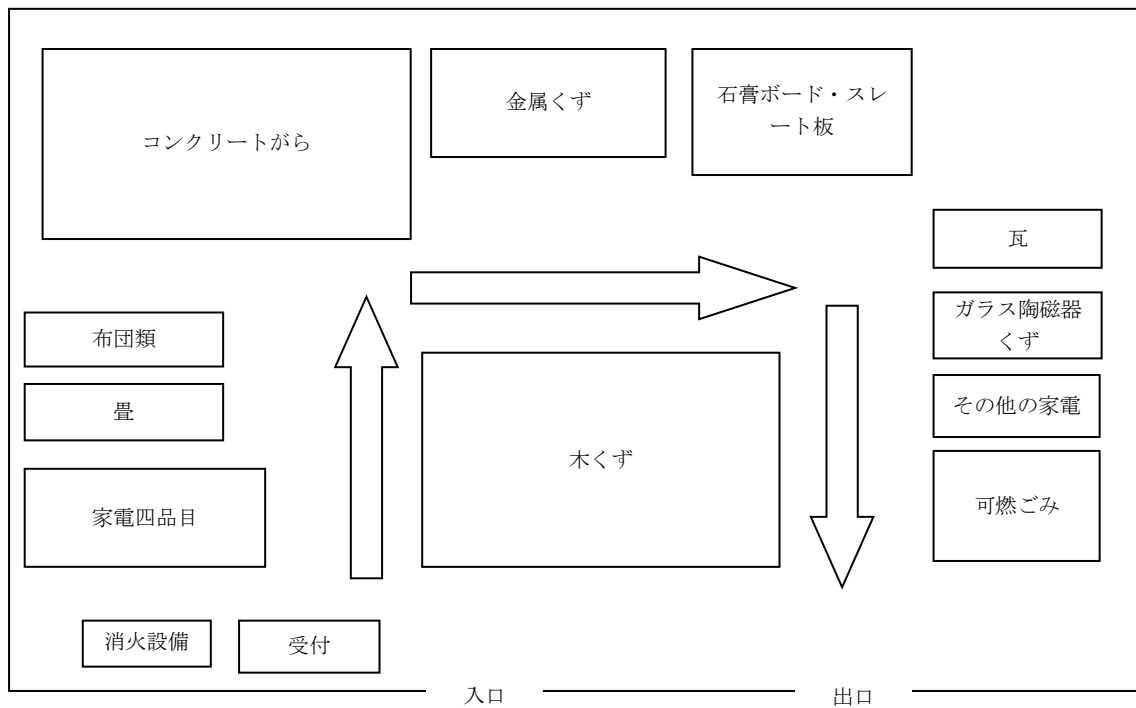 コンクリートがら
金属くず
石膏ボード・スレ
ート板
瓦
ガラス陶磁器
くず
その他の家電
可燃ごみ
布団類
畳
家電四品目
木くず
消火設備
受付
入口
出口